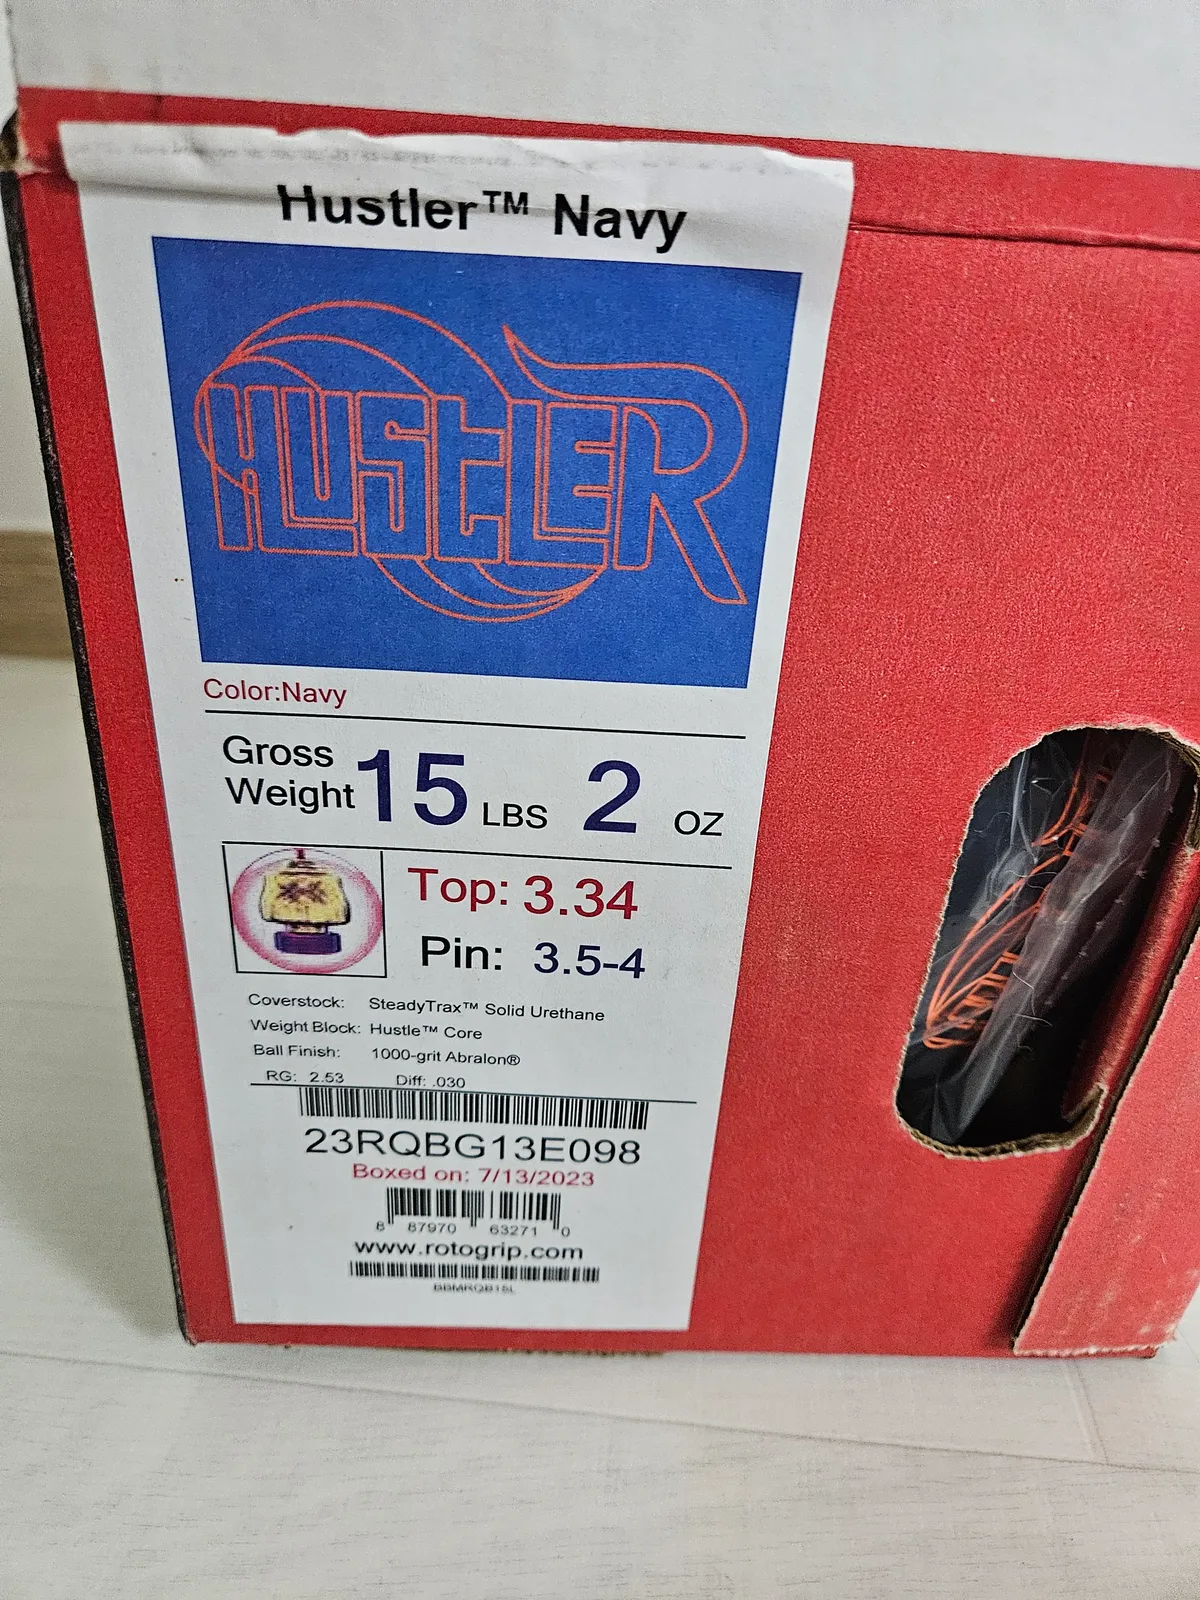 Hustler™ Navy
HUSTLER
Color:Navy
Gross Weight 15 LBS 2 OZ
Top: 3.34
Pin: 3.5-4
Coverstock: SteadyTrax™ Solid Urethane
Weight Block: Hustle™ Core
Ball Finish: 1000-grit Abralon®
RG: 2.53 Diff: .030
23RQBG13E098
Boxed on: 7/13/2023
8 87970 63271 0
www.rotogrip.com